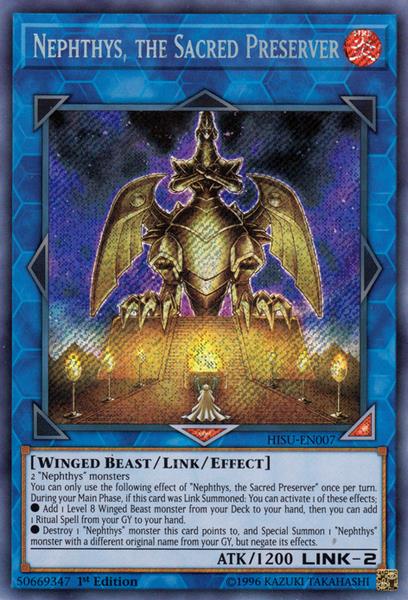 NEPHTHYS, THE SACRED PRESERVER
HISU-EN007
[WINGED BEAST/LINK/EFFECT]
2 "Nephthys" monsters
You can only use the following effect of "Nephthys, the Sacred Preserver" once per turn.
During your Main Phase, if this card was Link Summoned: You can activate 1 of these effects;
● Add 1 Level 8 Winged Beast monster from your Deck to your hand, then you can add
1 Ritual Spell from your GY to your hand.
● Destroy 1 "Nephthys" monster this card points to, and Special Summon 1 "Nephthys"
monster with a different original name from your GY, but negate its effects.
ATK/1200 LINK-2
50669347 1st Edition ©1996 KAZUKI TAKAHASHI